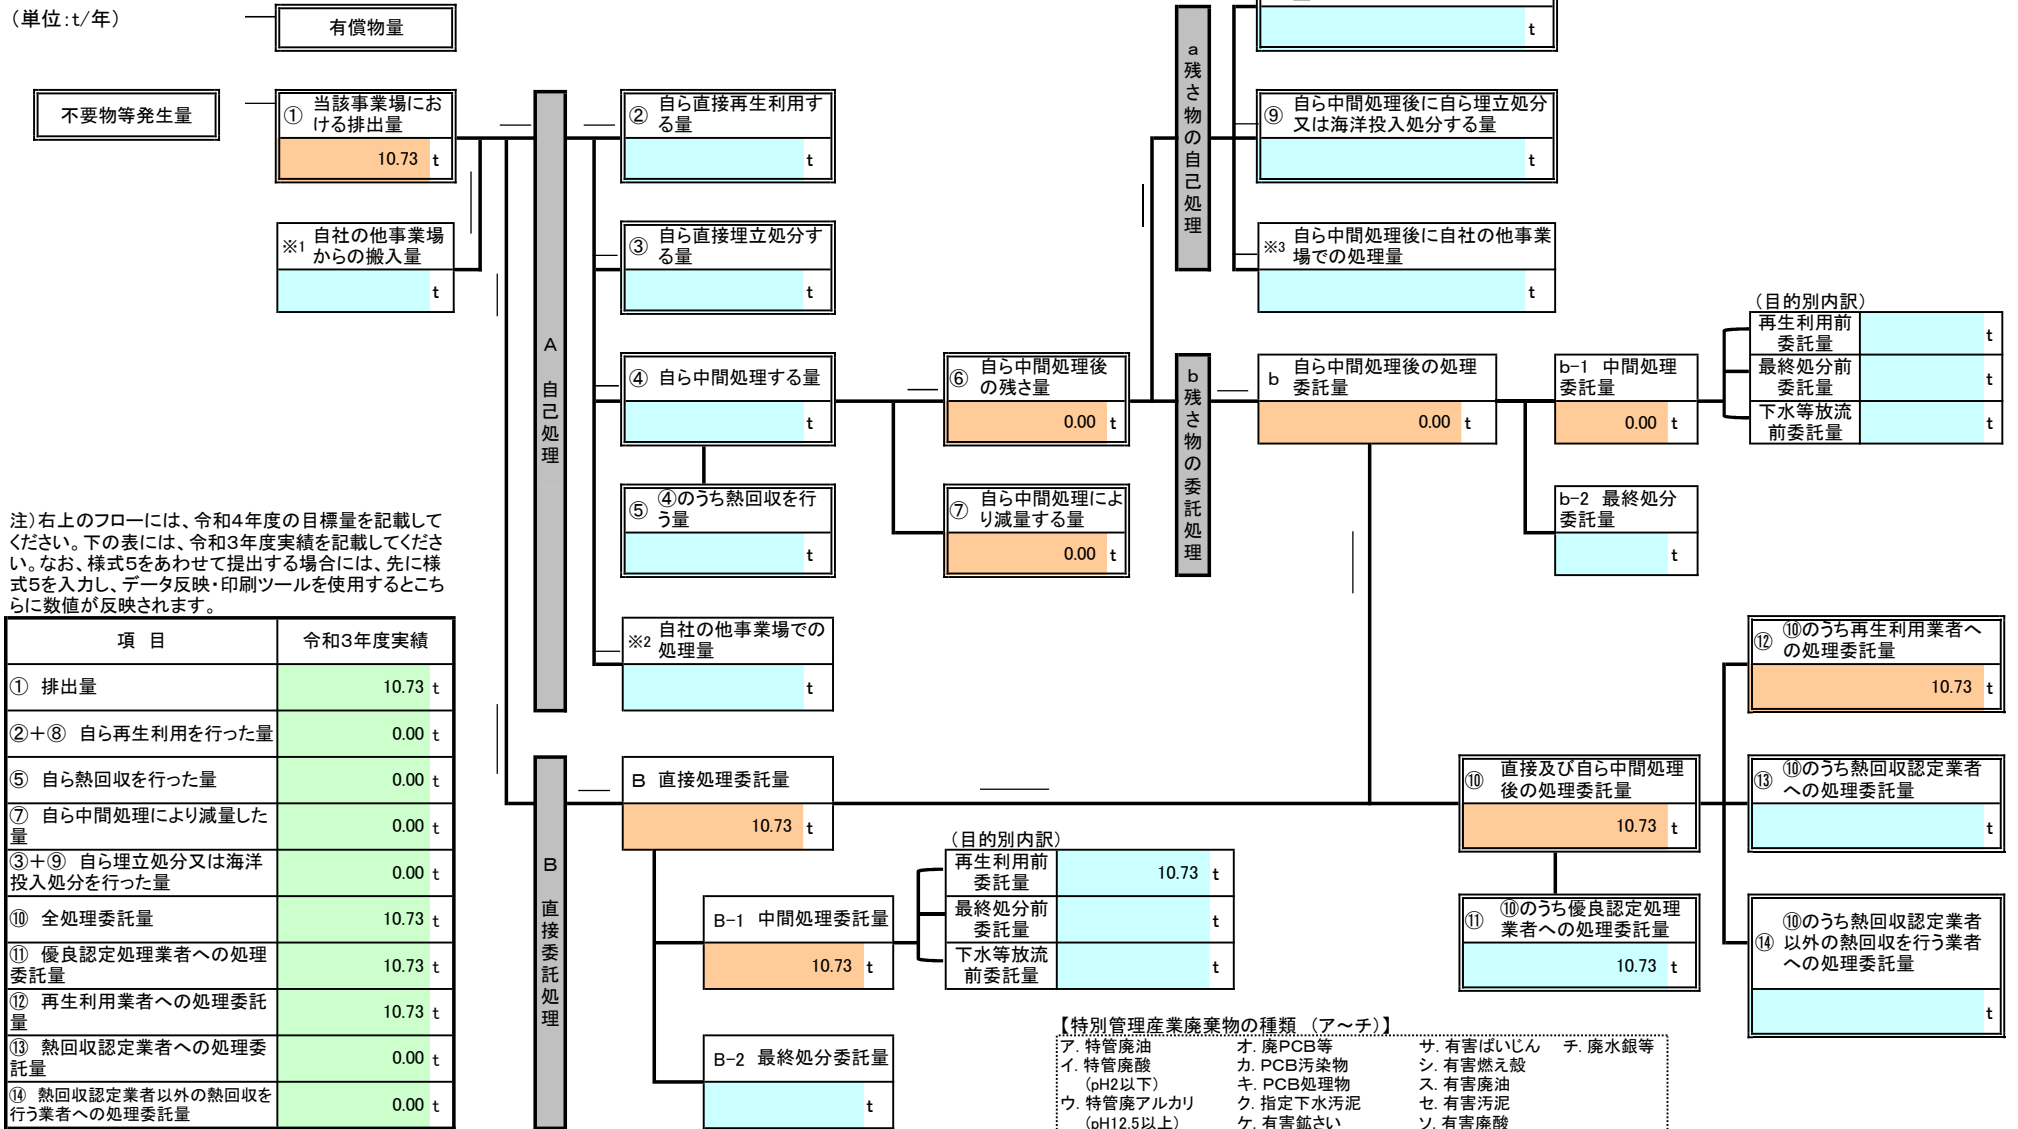 （単位：t/年）
有償物量
t
不要物等発生量
① 当該事業場にお
ける排出量
10.73 t
※1 自社の他事業場
からの搬入量
t
A 自己処理
② 自ら直接再生利用す
る量
t
③ 自ら直接埋立処分す
る量
t
④ 自ら中間処理する量
t
⑤ ④のうち熱回収を行
う量
t
※2 自社の他事業場での
処理量
t
⑥ 自ら中間処理後
の残さ量
0.00 t
⑦ 自ら中間処理によ
り減量する量
0.00 t
a 残さ物の自己処理
⑨ 自ら中間処理後に自ら埋立処分
又は海洋投入処分する量
t
※3 自ら中間処理後に自社の他事業
場での処理量
t
b 残さ物の委託処理
b 自ら中間処理後の処理
委託量
0.00 t
b-1 中間処理
委託量
0.00 t
（目的別内訳）
再生利用前
委託量
t
最終処分前
委託量
t
下水等放流
前委託量
t
b-2 最終処分
委託量
t
注）右上のフローには、令和4年度の目標量を記載して
ください。下の表には、令和3年度実績を記載してくださ
い。なお、様式5をあわせて提出する場合には、先に様
式5を入力し、データ反映・印刷ツールを使用するとこち
らに数値が反映されます。
項 目 令和3年度実績
① 排出量 10.73 t
②＋⑧ 自ら再生利用を行った量 0.00 t
⑤ 自ら熱回収を行った量 0.00 t
⑦ 自ら中間処理により減量した
量 0.00 t
③＋⑨ 自ら埋立処分又は海洋
投入処分を行った量 0.00 t
⑩ 全処理委託量 10.73 t
⑪ 優良認定処理業者への処理
委託量 10.73 t
⑫ 再生利用業者への処理委託
量 10.73 t
⑬ 熱回収認定業者への処理委
託量 0.00 t
⑭ 熱回収認定業者以外の熱回収を
行う業者への処理委託量 0.00 t
B 直接委託処理
B 直接処理委託量
10.73 t
B-1 中間処理委託量
10.73 t
B-2 最終処分委託量
t
（目的別内訳）
再生利用前
委託量
10.73 t
最終処分前
委託量
t
下水等放流
前委託量
t
⑩ 直接及び自ら中間処理
後の処理委託量
10.73 t
⑪ ⑩のうち優良認定処理
業者への処理委託量
10.73 t
⑫ ⑩のうち再生利用業者へ
の処理委託量
10.73 t
⑬ ⑩のうち熱回収認定業者
への処理委託量
t
⑭ ⑩のうち熱回収認定業者
以外の熱回収を行う業者
への処理委託量
t
【特別管理産業廃棄物の種類 （ア～チ）】
ア. 特管廃油 オ. 廃PCB等 サ. 有害ばいじん チ. 廃水銀等
イ. 特管廃酸 カ. PCB汚染物 シ. 有害燃え殻
（pH2以下） キ. PCB処理物 ス. 有害廃油
ウ. 特管廃アルカリ ク. 指定下水汚泥 セ. 有害汚泥
（pH12.5以上） ケ. 有害鉱さい ソ. 有害廃酸